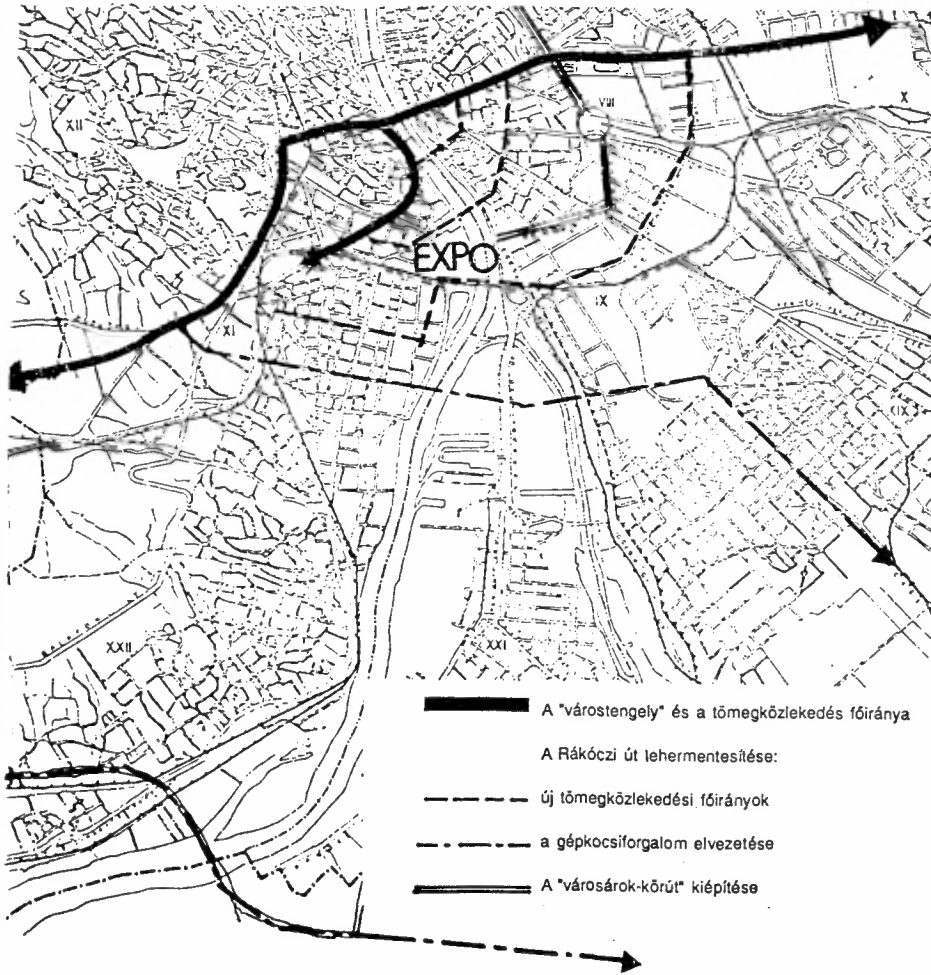 XII
VIII
X
EXPO
IX
XI
XIX
XXII
XXI
A "várostengely" és a tömegközlekedés főiránya
A Rákóczi út lehermentesítése:
új tömegközlekedési főirányok
a gépkocsiforgalom elvezetése
A "városárok-körút" kiépítése